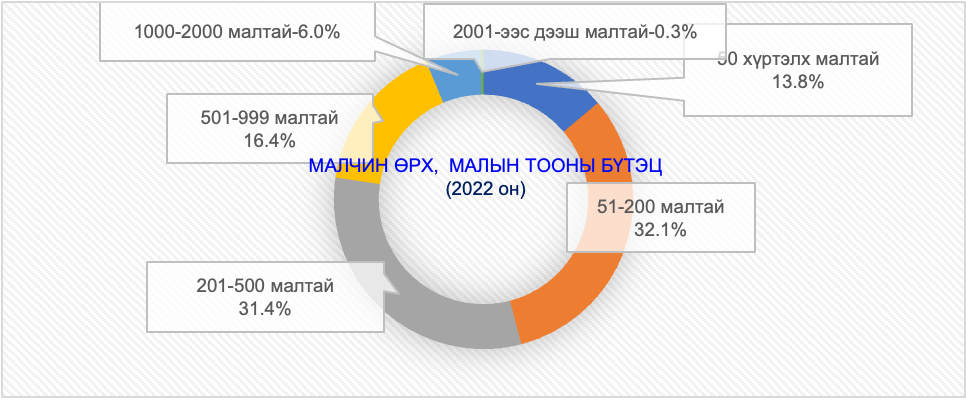 1000-2000 малтай-6.0%
2001-ээс дээш малтай-0.3%
50 хүртэлх малтай
13.8%
501-999 малтай
16.4%
МАЛЧИН ӨРХ, МАЛЫН ТООНЫ БҮТЭЦ
(2022 он)
51-200 малтай
32.1%
201-500 малтай
31.4%